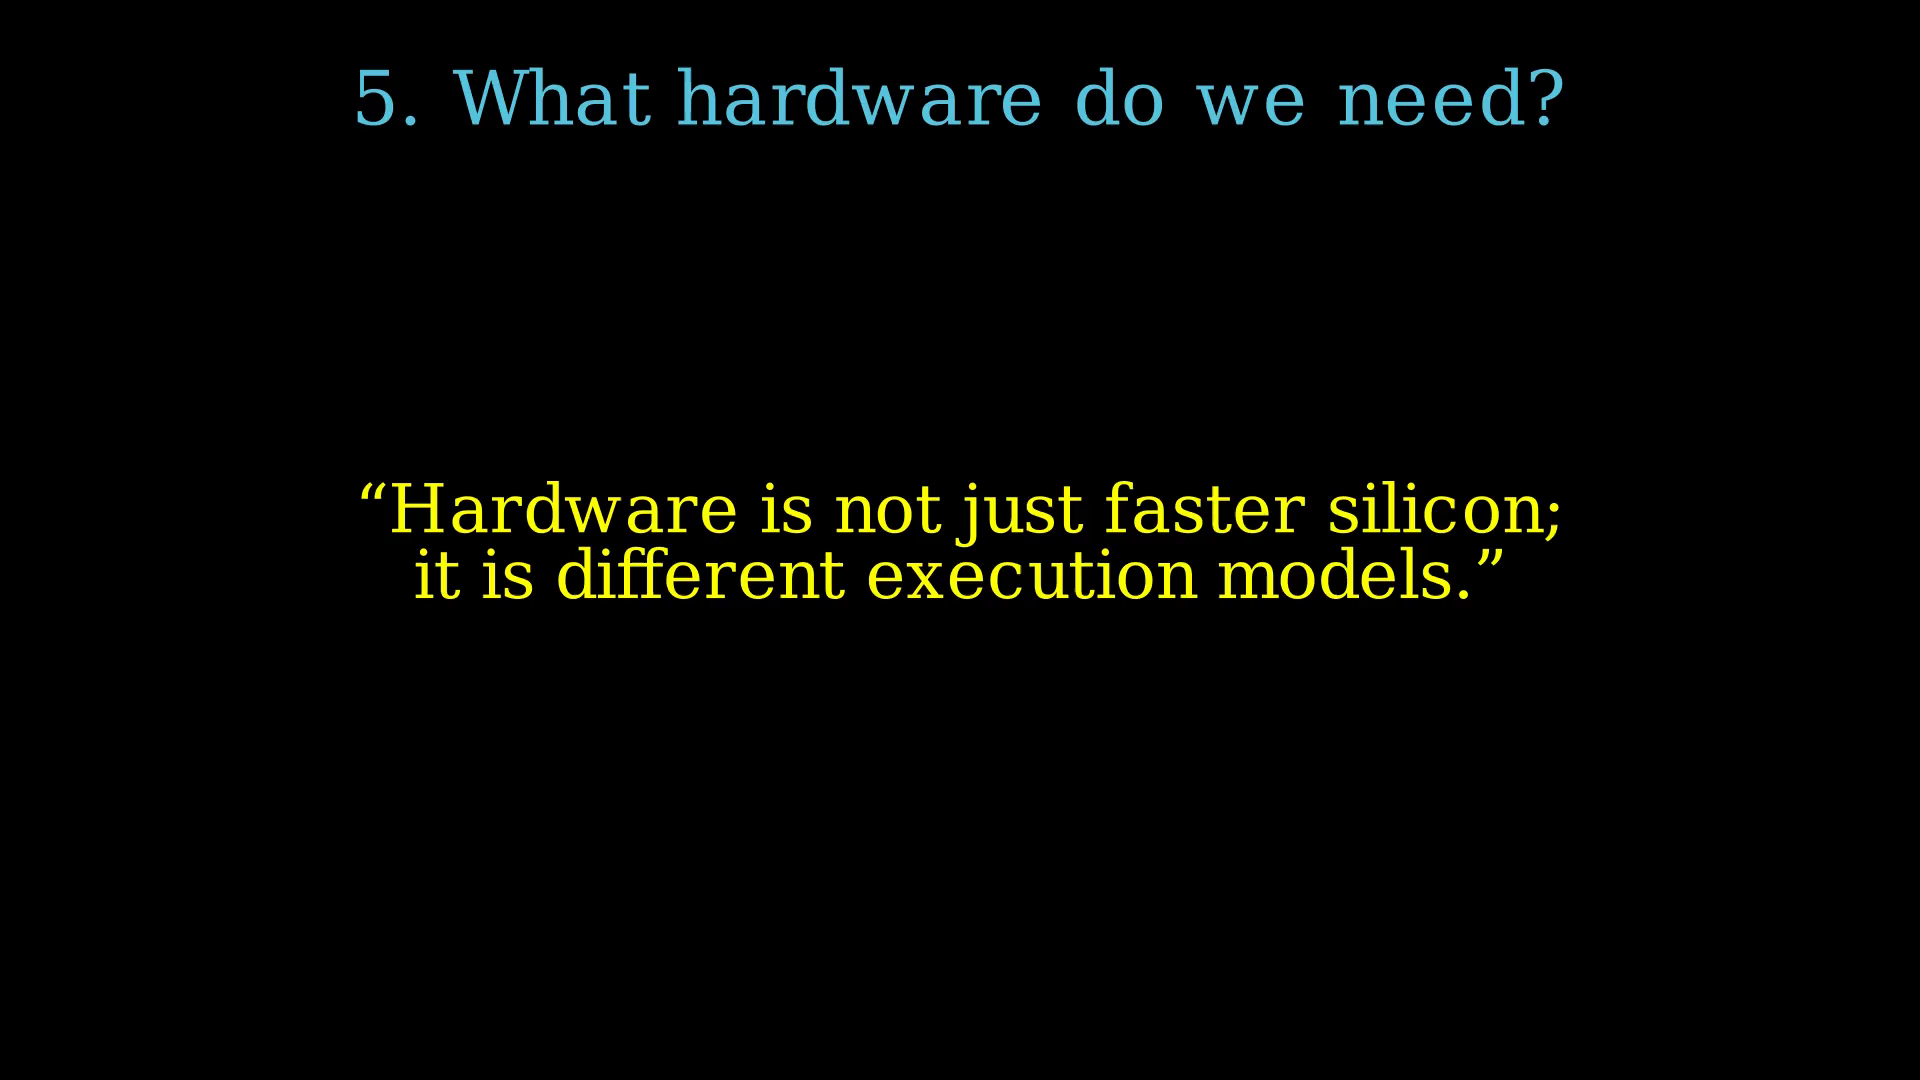 5. What hardware do we need?
“Hardware is not just faster silicon;
it is different execution models.”